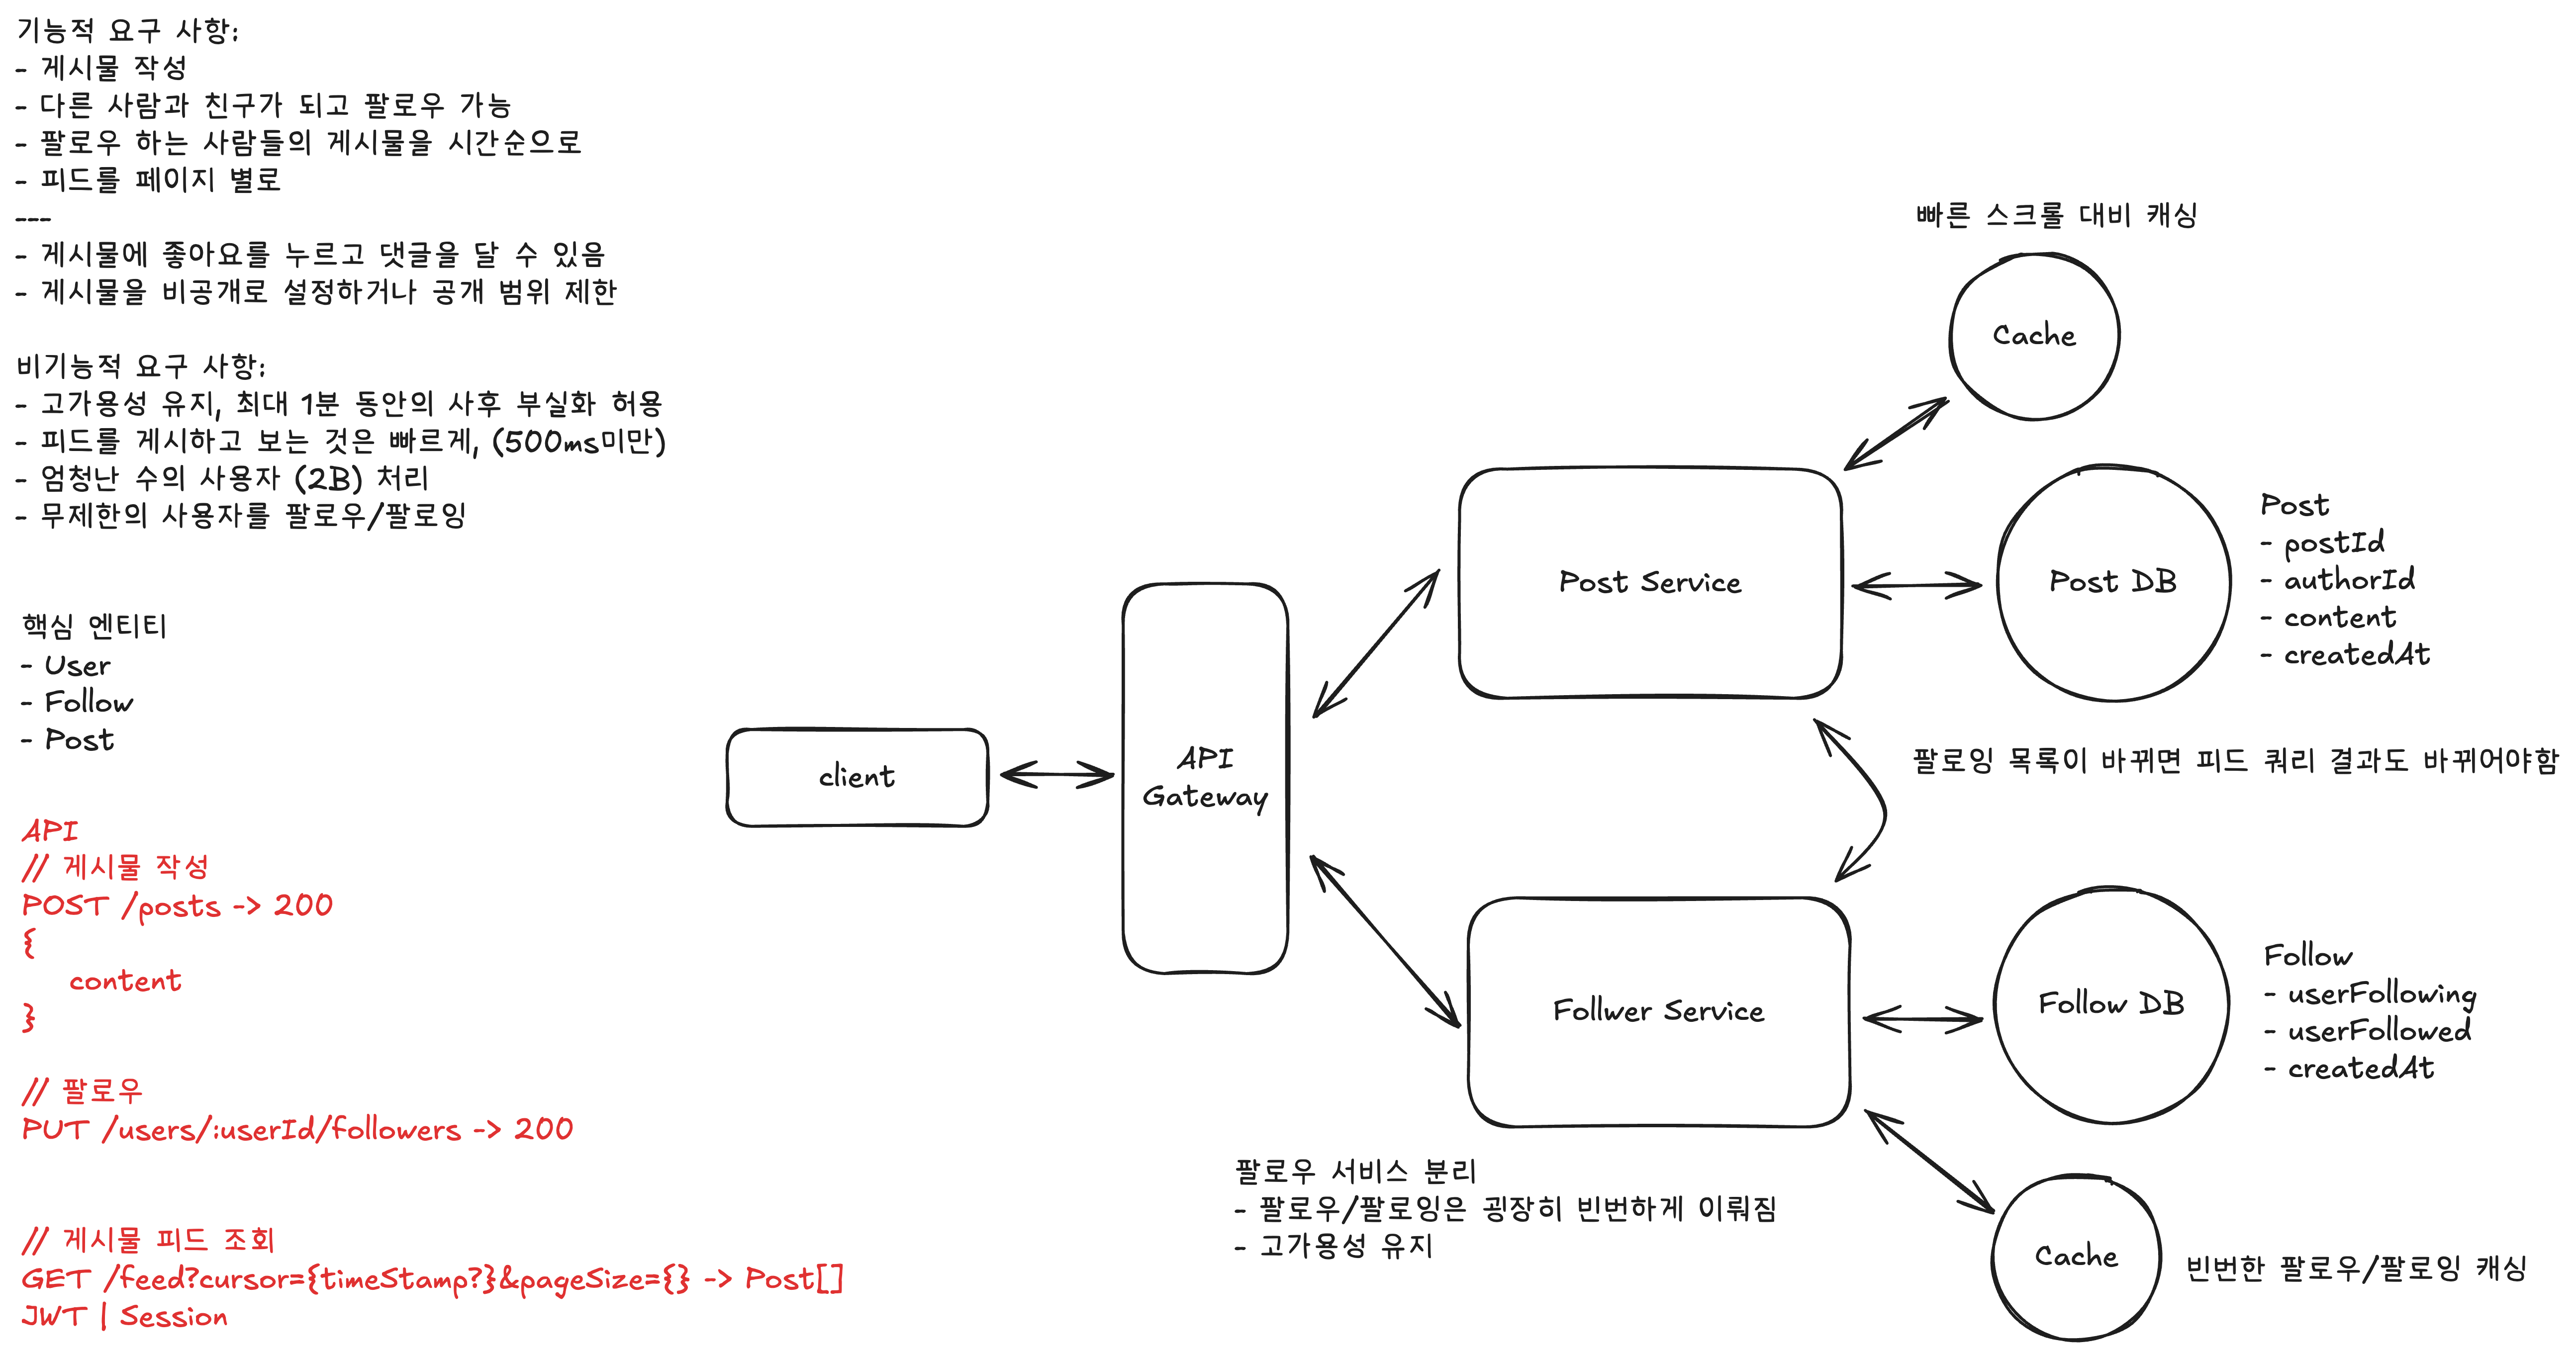 기능적 요구 사항:
- 게시물 작성
- 다른 사람과 친구가 되고 팔로우 가능
- 팔로우 하는 사람들의 게시물을 시간순으로
- 피드를 페이지 별로
---
- 게시물에 좋아요를 누르고 댓글을 달 수 있음
- 게시물을 비공개로 설정하거나 공개 범위 제한
비기능적 요구 사항:
- 고가용성 유지, 최대 1분 동안의 사후 부실화 허용
- 피드를 게시하고 보는 것은 빠르게, (500ms미만)
- 엄청난 수의 사용자 (2B) 처리
- 무제한의 사용자를 팔로우/팔로잉
핵심 엔티티
- User
- Follow
- Post
API
// 게시물 작성
POST /posts -> 200
{
content
}
// 팔로우
PUT /users/:userId/followers -> 200
// 게시물 피드 조회
GET /feed?cursor={timeStamp?}&pageSize={} -> Post[]
JWT | Session
client
API
Gateway
빠른 스크롤 대비 캐싱
Cache
Post Service
Post DB
Post
- postId
- authorId
- content
- createdAt
팔로잉 목록이 바뀌면 피드 쿼리 결과도 바뀌어야함
Follwer Service
Follow DB
Follow
- userFollowing
- userFollowed
- createdAt
팔로우 서비스 분리
- 팔로우/팔로잉은 굉장히 빈번하게 이뤄짐
- 고가용성 유지
Cache
빈번한 팔로우/팔로잉 캐싱